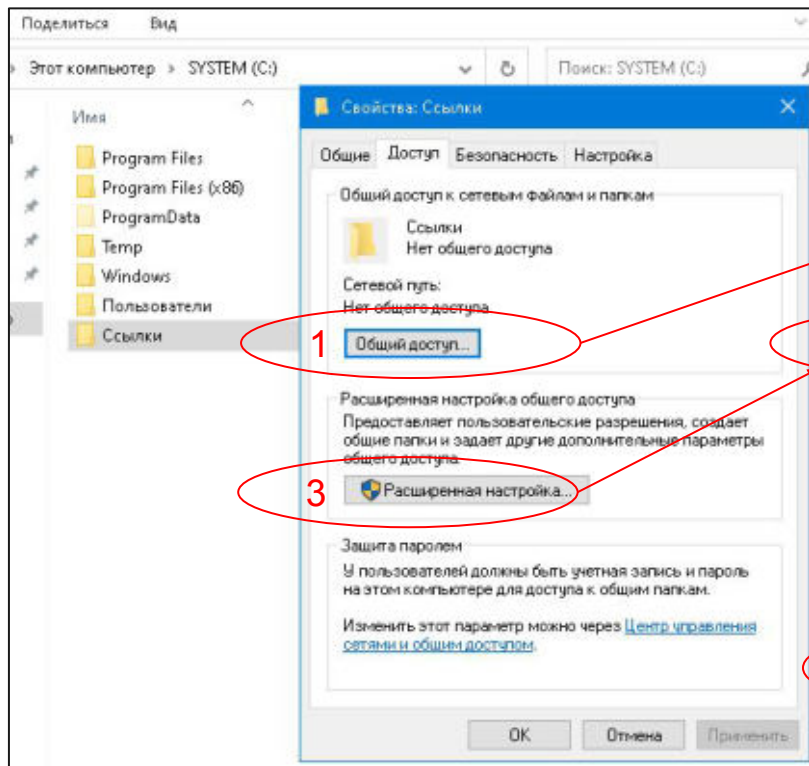 Поделиться Вид
Этот компьютер > SYSTEM (C:)
Поиск: SYSTEM (C:)
Имя
Program Files
Program Files (x86)
ProgramData
Temp
Windows
Пользователи
Ссылки
Свойства: Ссылки
Общие Доступ Безопасность Настройка
Общий доступ к сетевым файлам и папкам
Ссылки
Нет общего доступа
Сетевой путь:
Нет общего доступа
1 Общий доступ...
Расширенная настройка общего доступа
Предоставляет пользовательские разрешения, создает
общие папки и задает другие дополнительные параметры
общего доступа.
3 Расширенная настройка...
Защита паролем
У пользователей должны быть учетная запись и пароль
на этом компьютере для доступа к общим папкам.
Изменить этот параметр можно через Центр управления
сетями и общим доступом.
OK Отмена Применить